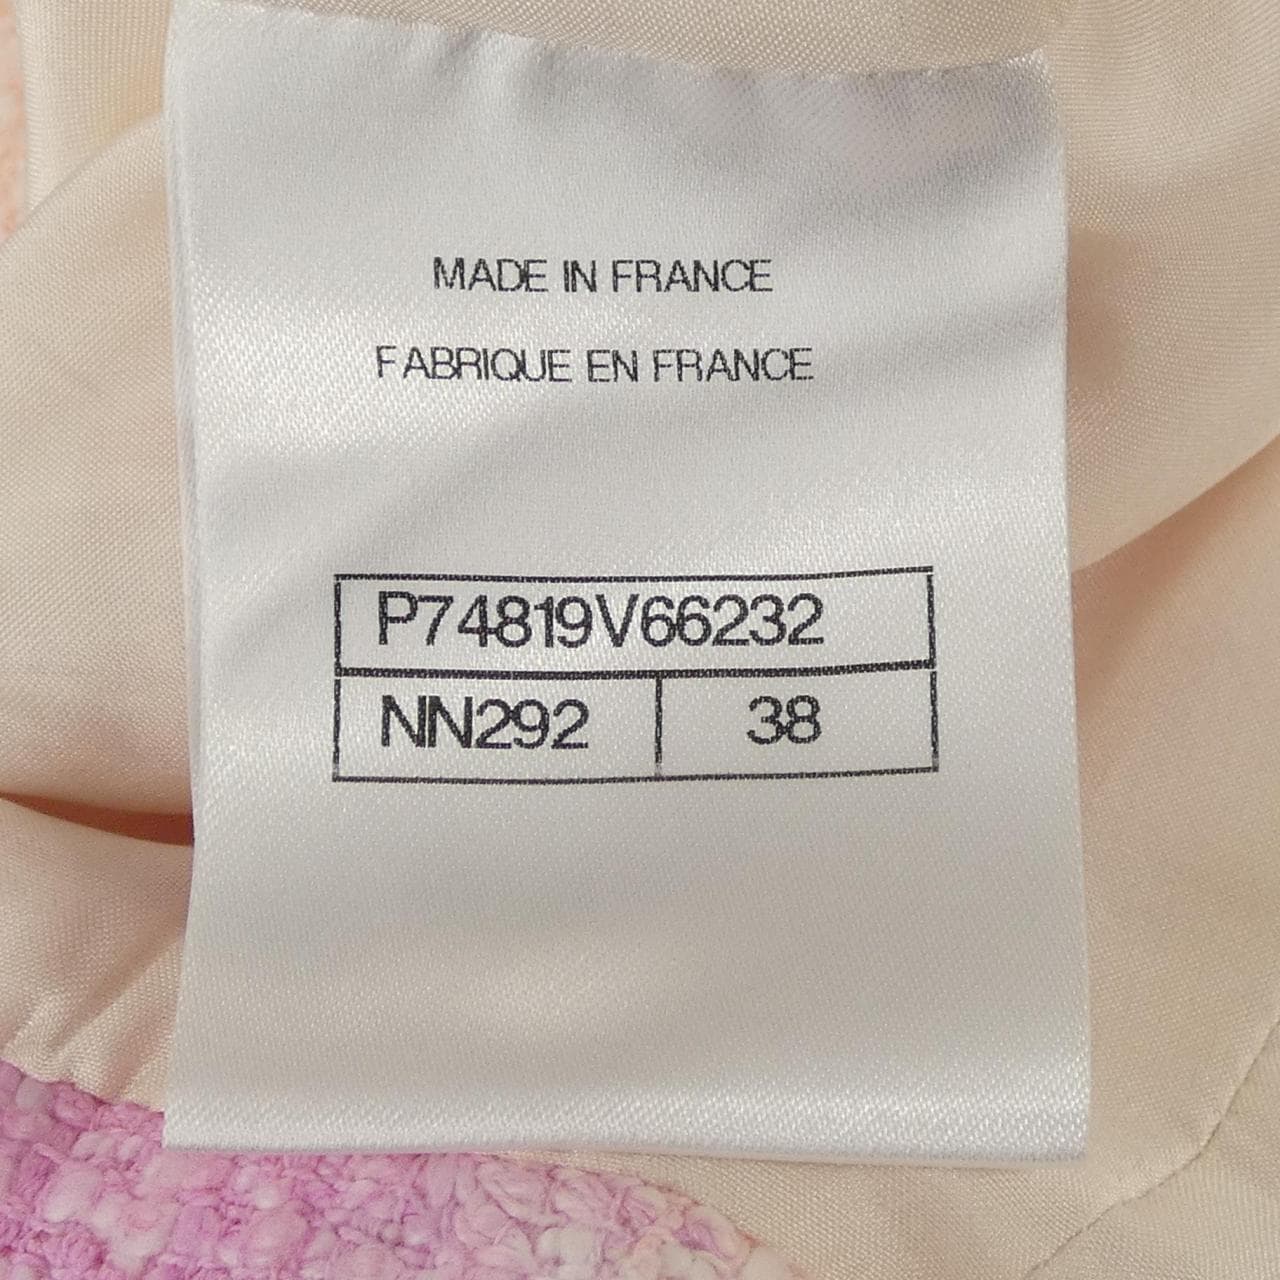 MADE IN FRANCE
FABRIQUE EN FRANCE
P74819V66232
NN292 38